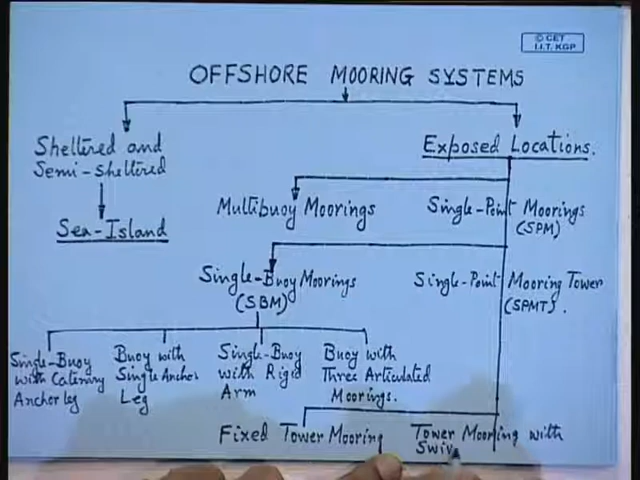 © CET
I.I.T. KGP
OFFSHORE MOORING SYSTEMS
Sheltered and
Semi-sheltered
Sea-Island
Exposed Locations.
Multibuoy Moorings
Single-Point Moorings
(SPM)
Single-Buoy Moorings
(SBM)
Single-Point Mooring Tower
(SPMT).
Single-Buoy
with Catenary
Anchor leg
Buoy with
Single Anchor
Leg
Single-Buoy
with Rigid
Arm
Buoy with
Three Articulated
Moorings.
Fixed Tower Mooring
Tower Mooring with
Swiv